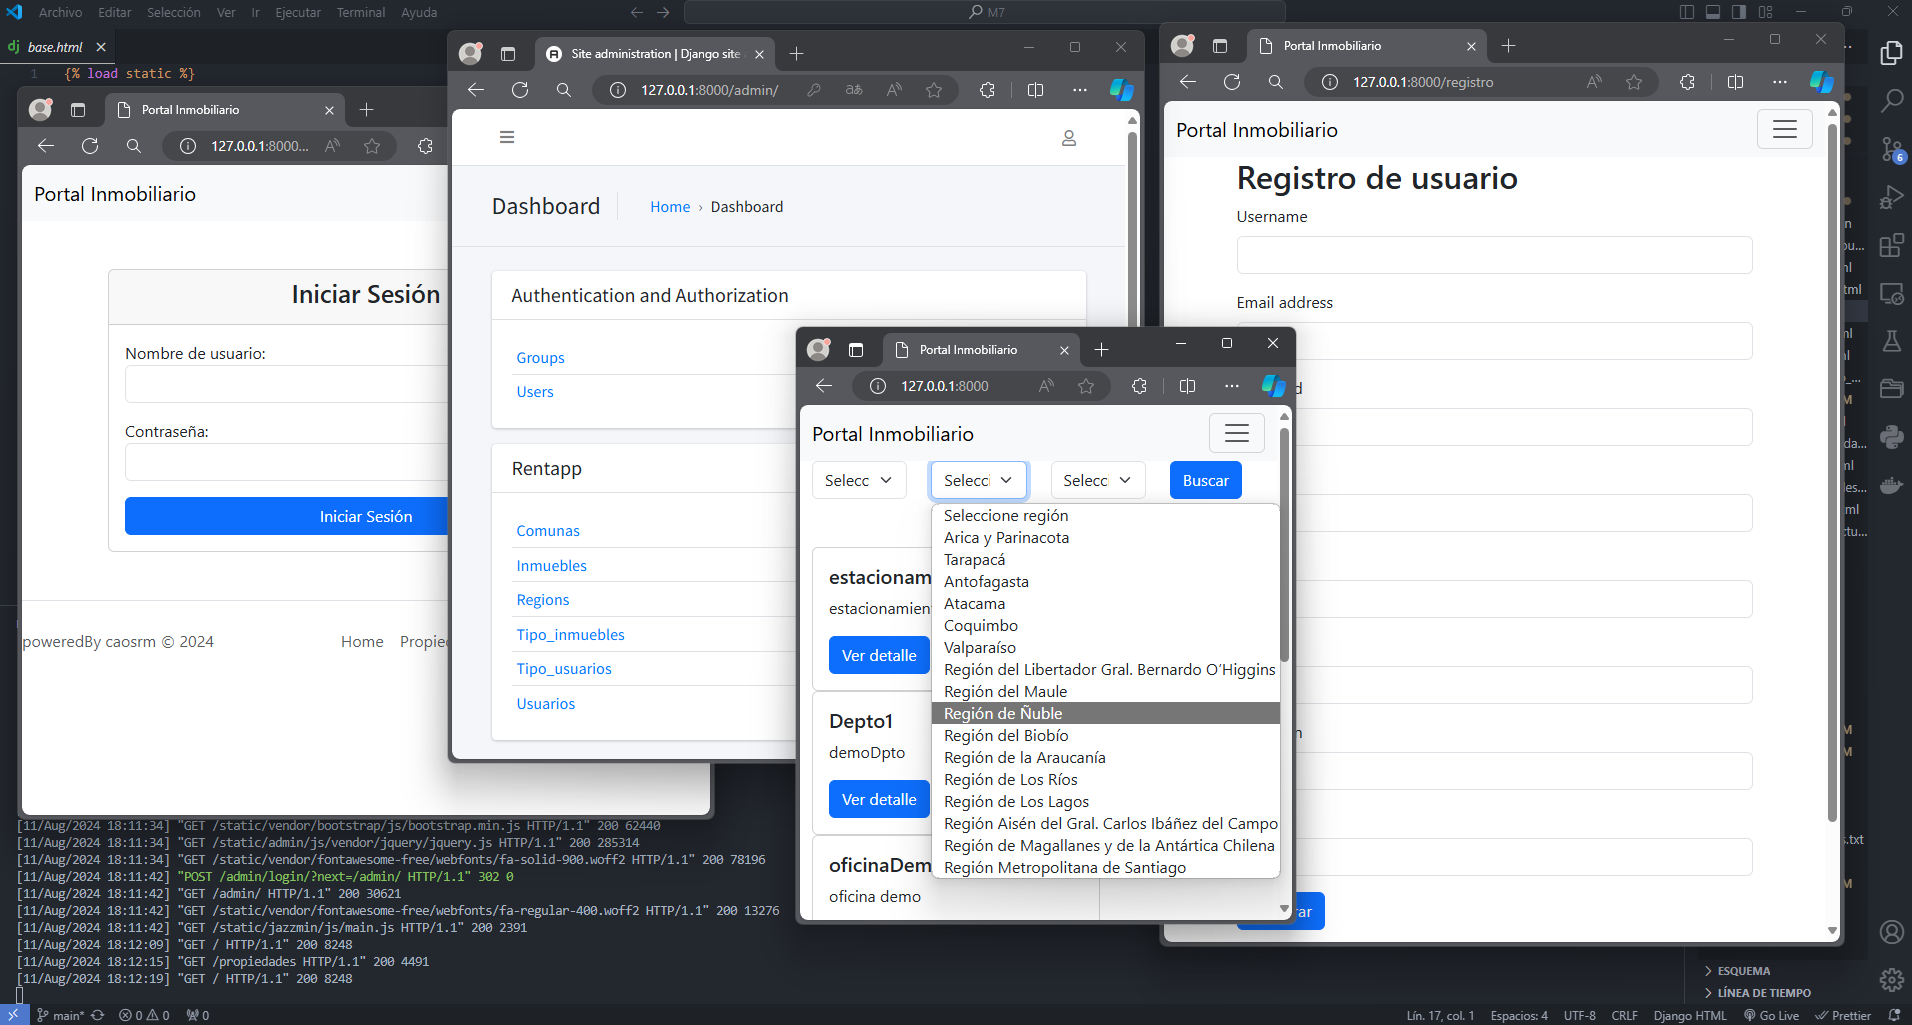 Archivo Editar Selección Ver Ir Ejecutar Terminal Ayuda
M7
base.html
1 {% load static %}
Portal Inmobiliario
127.0.0.1:8000...
Portal Inmobiliario
Iniciar Sesión
Nombre de usuario:
Contraseña:
Iniciar Sesión
poweredBy caosrm © 2024 Home
Site administration | Django site
127.0.0.1:8000/admin/
Dashboard Home › Dashboard
Authentication and Authorization
Groups
Users
Rentapp
Comunas
Inmuebles
Regions
Tipo_inmuebles
Tipo_usuarios
Usuarios
Portal Inmobiliario
127.0.0.1:8000/registro
Portal Inmobiliario
Registro de usuario
Username
Email address
Portal Inmobiliario
127.0.0.1:8000
Portal Inmobiliario
Selecc Selecci Selecci Buscar
Seleccione región
Arica y Parinacota
Tarapacá
Antofagasta
Atacama
Coquimbo
Valparaíso
Región del Libertador Gral. Bernardo O'Higgins
Región del Maule
Región de Ñuble
Región del Biobío
Región de la Araucanía
Región de Los Ríos
Región de Los Lagos
Región Aisén del Gral. Carlos Ibáñez del Campo
Región de Magallanes y de la Antártica Chilena
Región Metropolitana de Santiago
estacionam
estacionamien
Ver detalle
Depto1
demoDpto
Ver detalle
oficinaDem
oficina demo
[11/Aug/2024 18:11:34] "GET /static/vendor/bootstrap/js/bootstrap.min.js HTTP/1.1" 200 62440
[11/Aug/2024 18:11:34] "GET /static/admin/js/vendor/jquery/jquery.js HTTP/1.1" 200 285314
[11/Aug/2024 18:11:34] "GET /static/vendor/fontawesome-free/webfonts/fa-solid-900.woff2 HTTP/1.1" 200 78196
[11/Aug/2024 18:11:42] "POST /admin/login/?next=/admin/ HTTP/1.1" 302 0
[11/Aug/2024 18:11:42] "GET /admin/ HTTP/1.1" 200 30621
[11/Aug/2024 18:11:42] "GET /static/vendor/fontawesome-free/webfonts/fa-regular-400.woff2 HTTP/1.1" 200 13276
[11/Aug/2024 18:11:42] "GET /static/jazzmin/js/main.js HTTP/1.1" 200 2391
[11/Aug/2024 18:12:09] "GET / HTTP/1.1" 200 8248
[11/Aug/2024 18:12:15] "GET /propiedades HTTP/1.1" 200 4491
[11/Aug/2024 18:12:19] "GET / HTTP/1.1" 200 8248
6
ESQUEMA
LÍNEA DE TIEMPO
main* 0 0 0
Lín. 17, col. 1 Espacios: 4 UTF-8 CRLF Django HTML Go Live Prettier